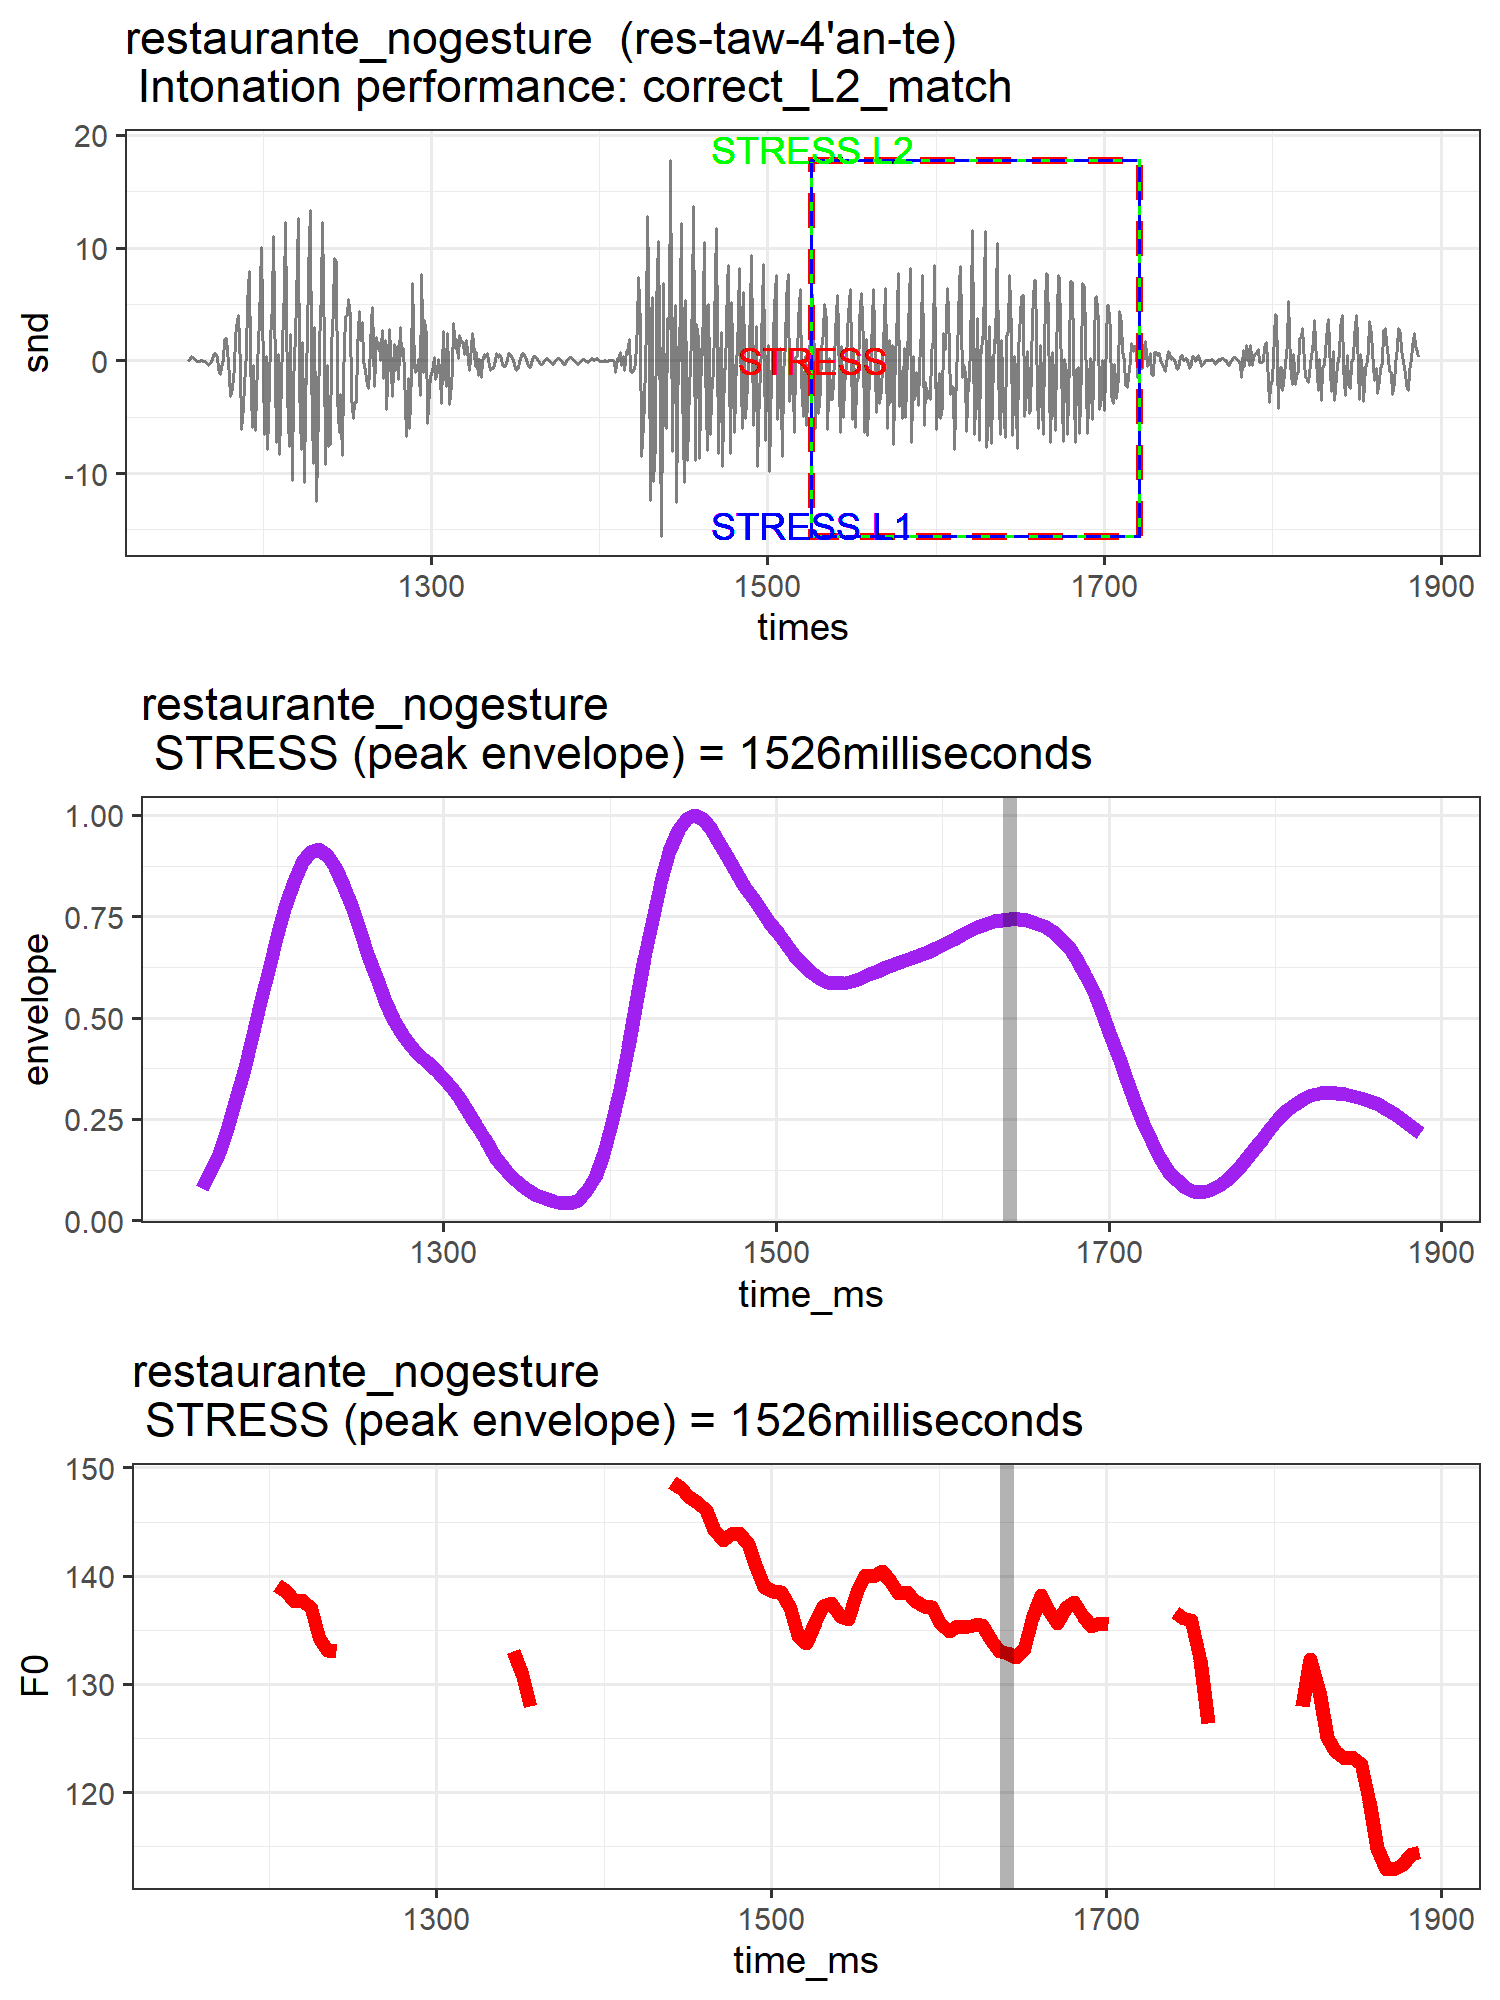 restaurante_nogesture  (res-taw-4'an-te)
Intonation performance: correct_L2_match
20
10
0
-10
snd
STRESS L2
STRESS
STRESS L1
1300 1500 1700 1900
times
restaurante_nogesture
STRESS (peak envelope) = 1526milliseconds
1.00
0.75
0.50
0.25
0.00
envelope
1300 1500 1700 1900
time_ms
restaurante_nogesture
STRESS (peak envelope) = 1526milliseconds
150
140
130
120
F0
1300 1500 1700 1900
time_ms